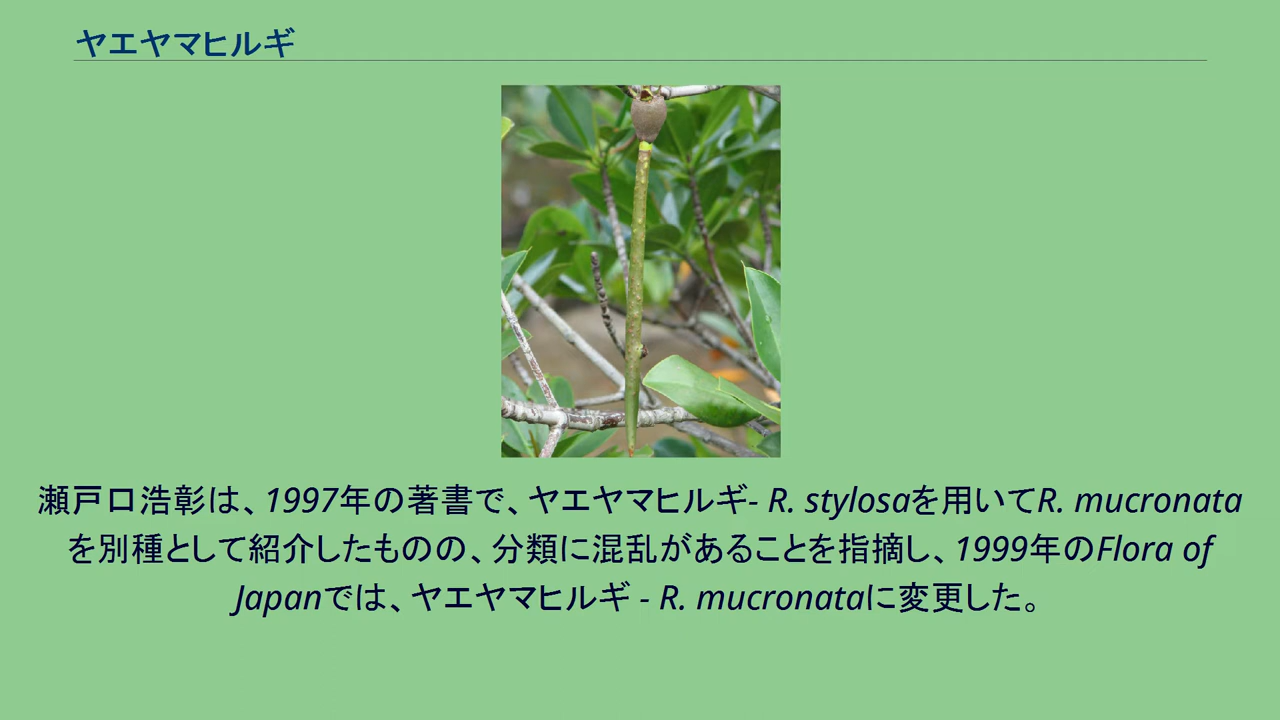 ヤエヤマヒルギ
瀬戸口浩彰は、1997年の著書で、ヤエヤマヒルギ- R. stylosaを用いてR. mucronata
を別種として紹介したものの、分類に混乱があることを指摘し、1999年のFlora of
Japanでは、ヤエヤマヒルギ - R. mucronataに変更した。